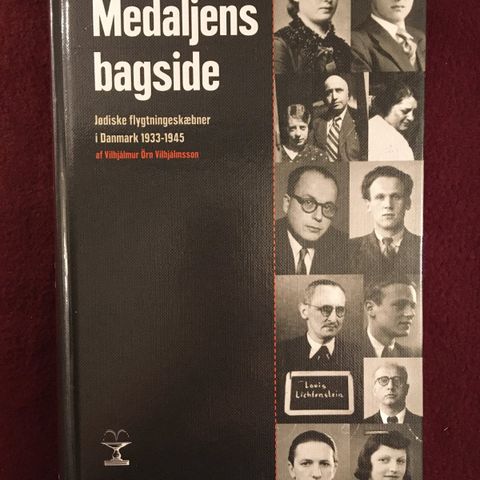 Medaljens
bagside
Jødiske flygtningeskæbner
i Danmark 1933-1945
af Vilhjálmur Örn Vilhjálmsson
Louis
Lichtenstein